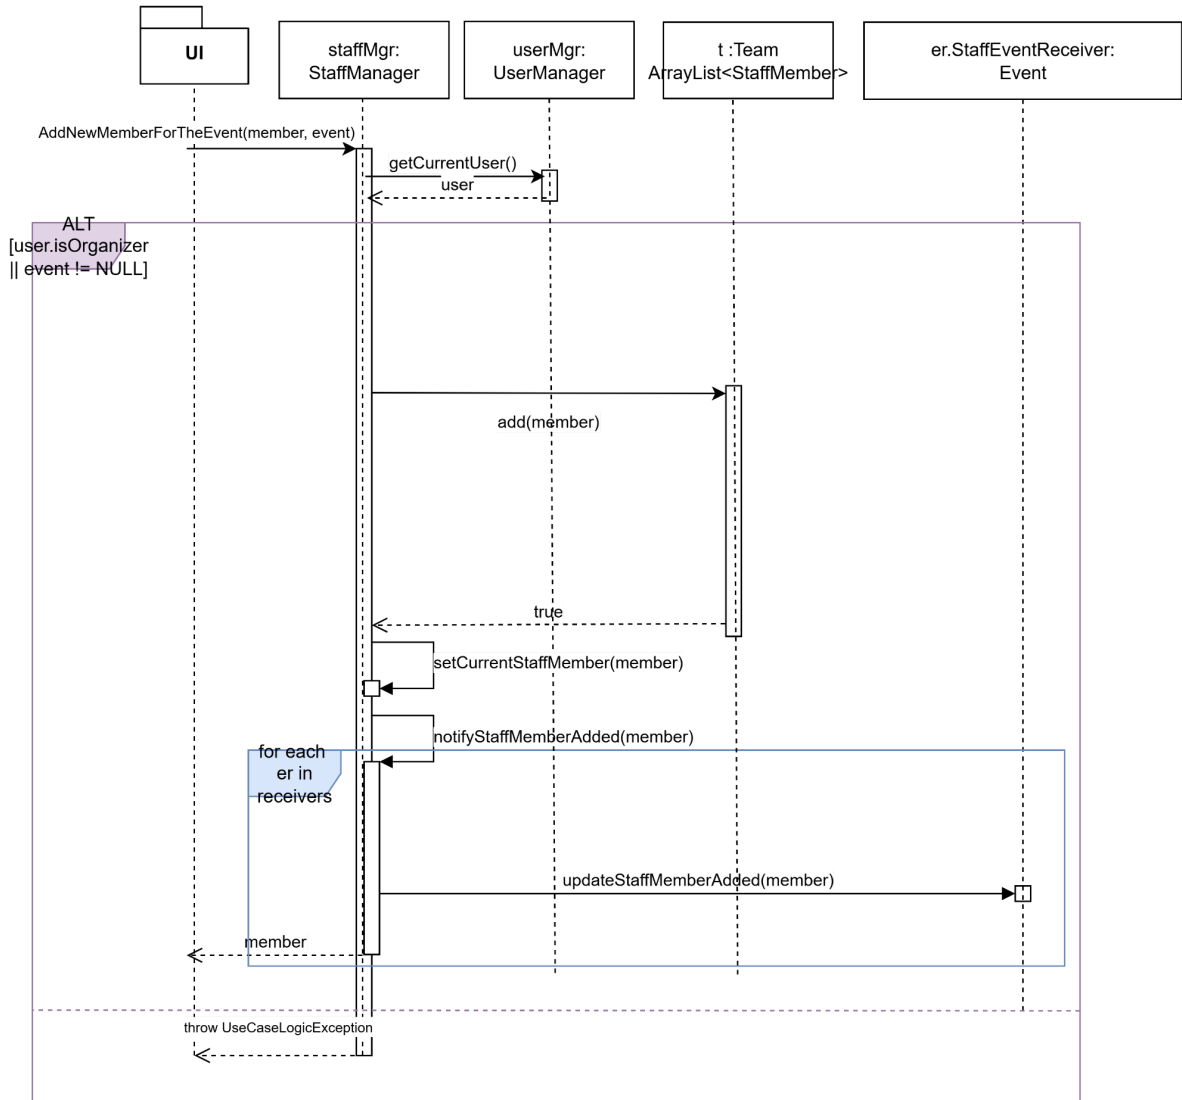 UI
staffMgr:
StaffManager
userMgr:
UserManager
t :Team
ArrayList<StaffMember>
er.StaffEventReceiver:
Event
AddNewMemberForTheEvent(member, event)
getCurrentUser()
user
ALT
[user.isOrganizer
|| event != NULL]
add(member)
true
setCurrentStaffMember(member)
notifyStaffMemberAdded(member)
for each
er in
receivers
updateStaffMemberAdded(member)
member
throw UseCaseLogicException